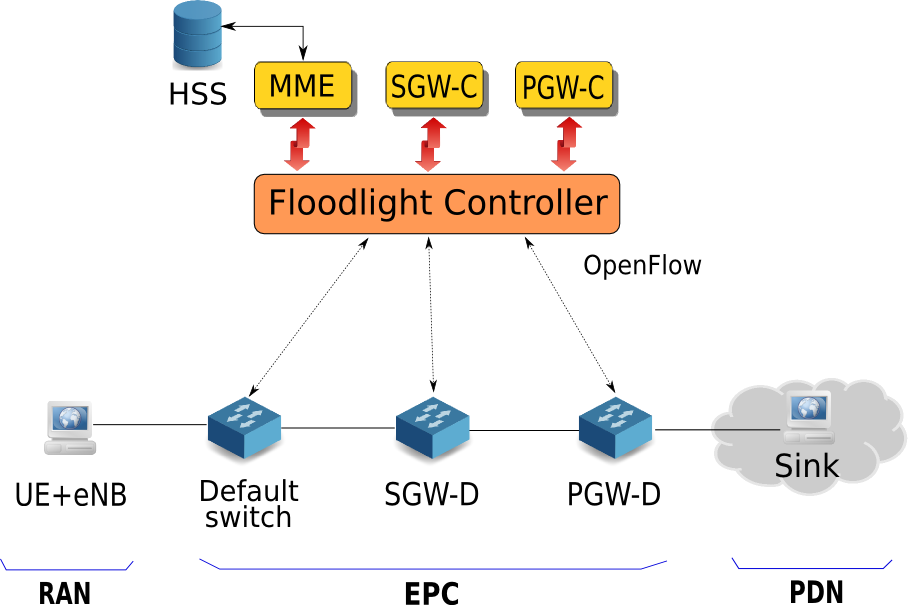 HSS
MME
SGW-C
PGW-C
Floodlight Controller
OpenFlow
UE+eNB
Default
switch
SGW-D
PGW-D
Sink
RAN
EPC
PDN